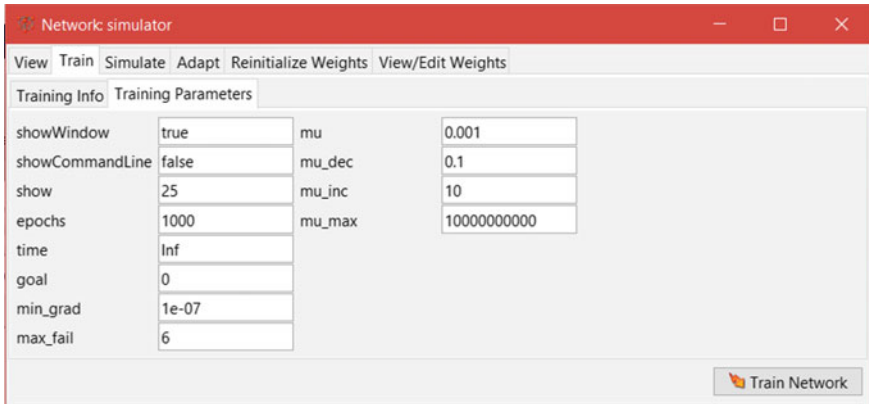 Network: simulator
View Train Simulate Adapt Reinitialize Weights View/Edit Weights
Training Info Training Parameters
showWindow true mu 0.001
showCommandLine false mu_dec 0.1
show 25 mu_inc 10
epochs 1000 mu_max 10000000000
time Inf
goal 0
min_grad 1e-07
max_fail 6
Train Network